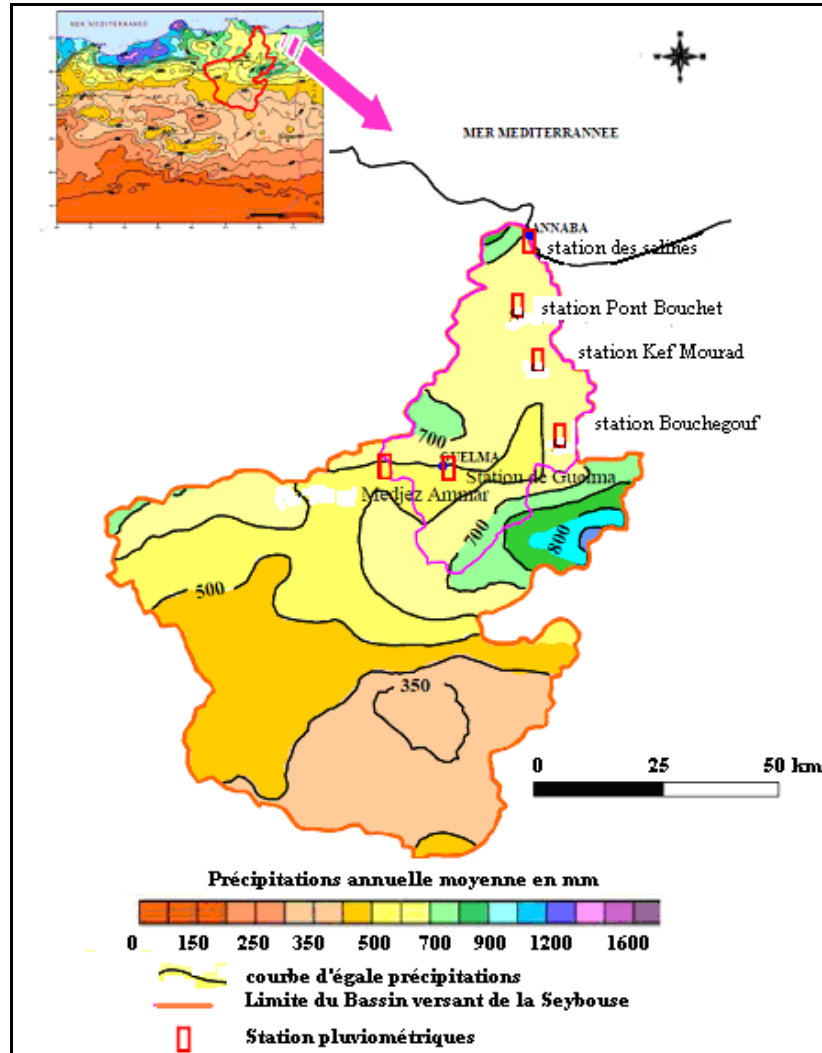 MER MEDITERRANEE
MER MEDITERRANNEE
ANNABA
station des salines
station Pont Bouchet
station Kef Mourad
station Bouchegouf
700
GUELMA
Station de Guelma
Medjez Ammar
700
800
500
350
0 25 50 km
Précipitations annuelle moyenne en mm
0 150 250 350 500 700 900 1200 1600
courbe d'égale précipitations
Limite du Bassin versant de la Seybouse
Station pluviométriques